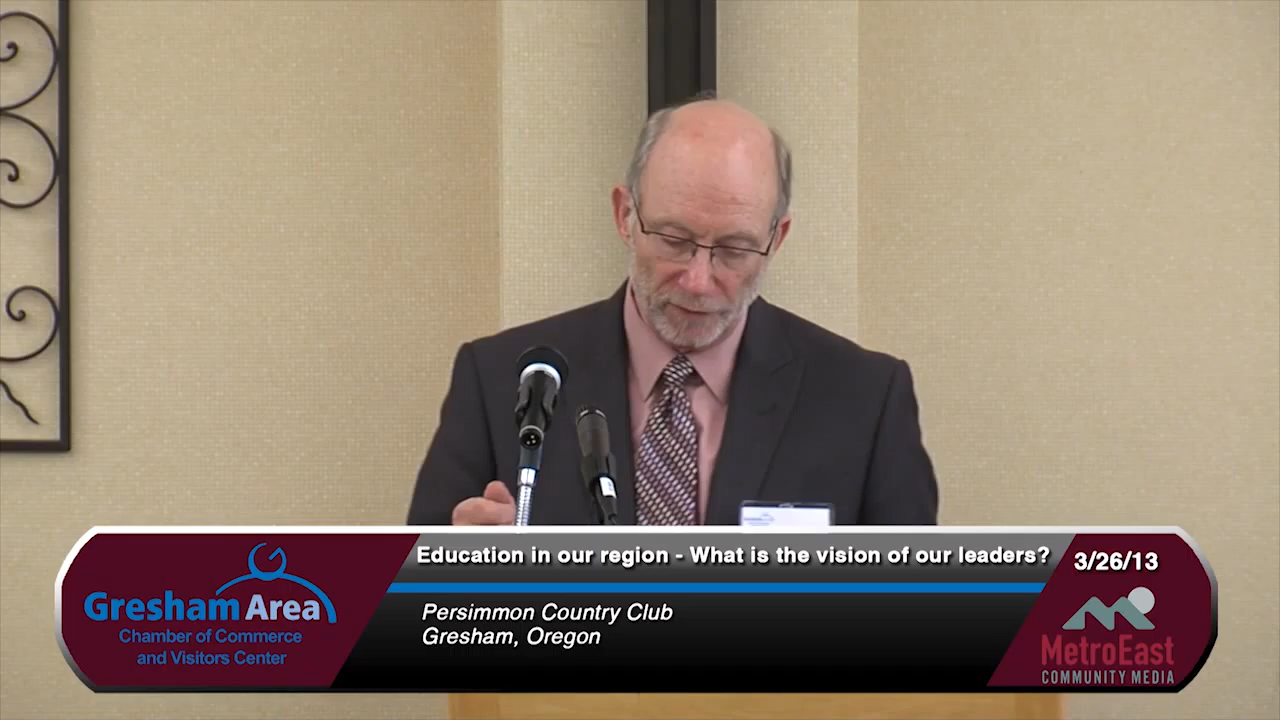 Education in our region - What is the vision of our leaders?
3/26/13
Gresham Area
Chamber of Commerce
and Visitors Center
Persimmon Country Club
Gresham, Oregon
MetroEast
COMMUNITY MEDIA